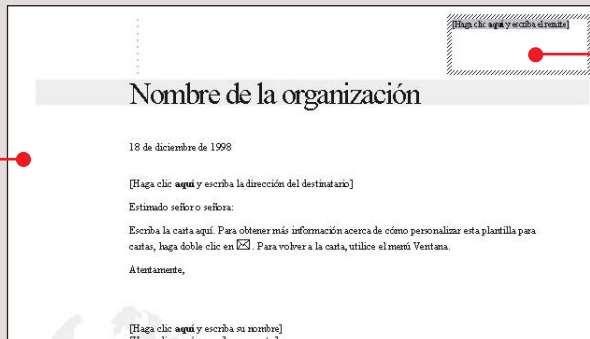 [Haga clic aquí y escriba el remite]
Nombre de la organización
18 de diciembre de 1998
[Haga clic aquí y escriba la dirección del destinatario]
Estimado señor o señora:
Escriba la carta aquí. Para obtener más información acerca de cómo personalizar esta plantilla para
cartas, haga doble clic en . Para volver a la carta, utilice el menú Ventana.
Atentamente,
[Haga clic aquí y escriba su nombre]